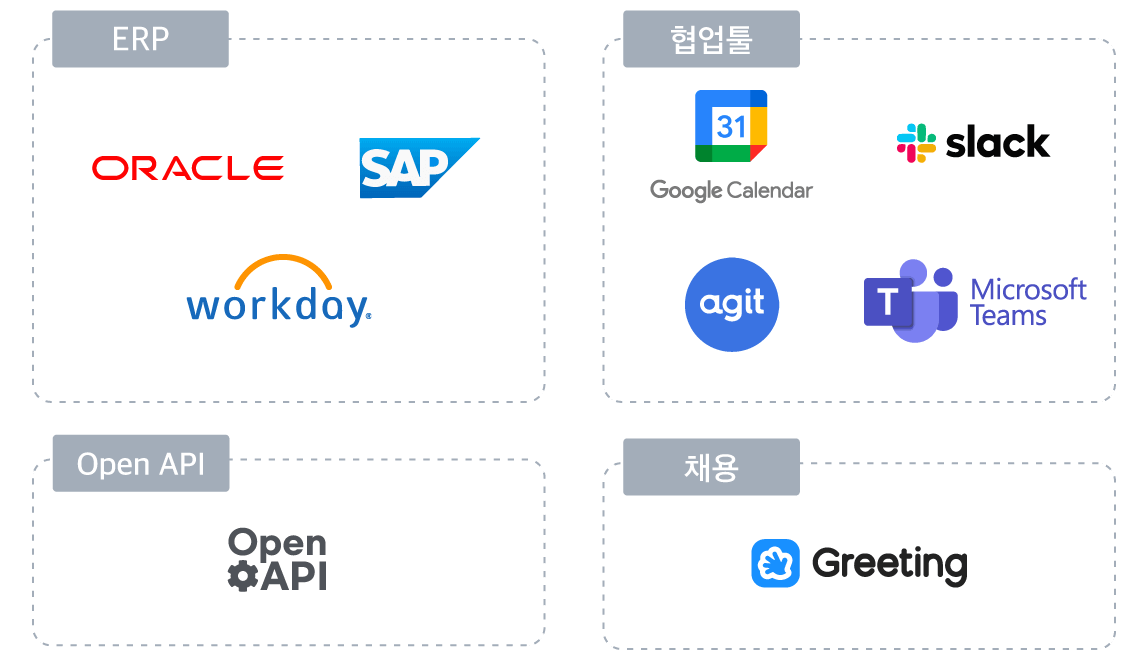 ERP
ORACLE
SAP
workday
협업툴
31
Google Calendar
slack
agit
T
Microsoft
Teams
Open API
Open
API
채용
Greeting